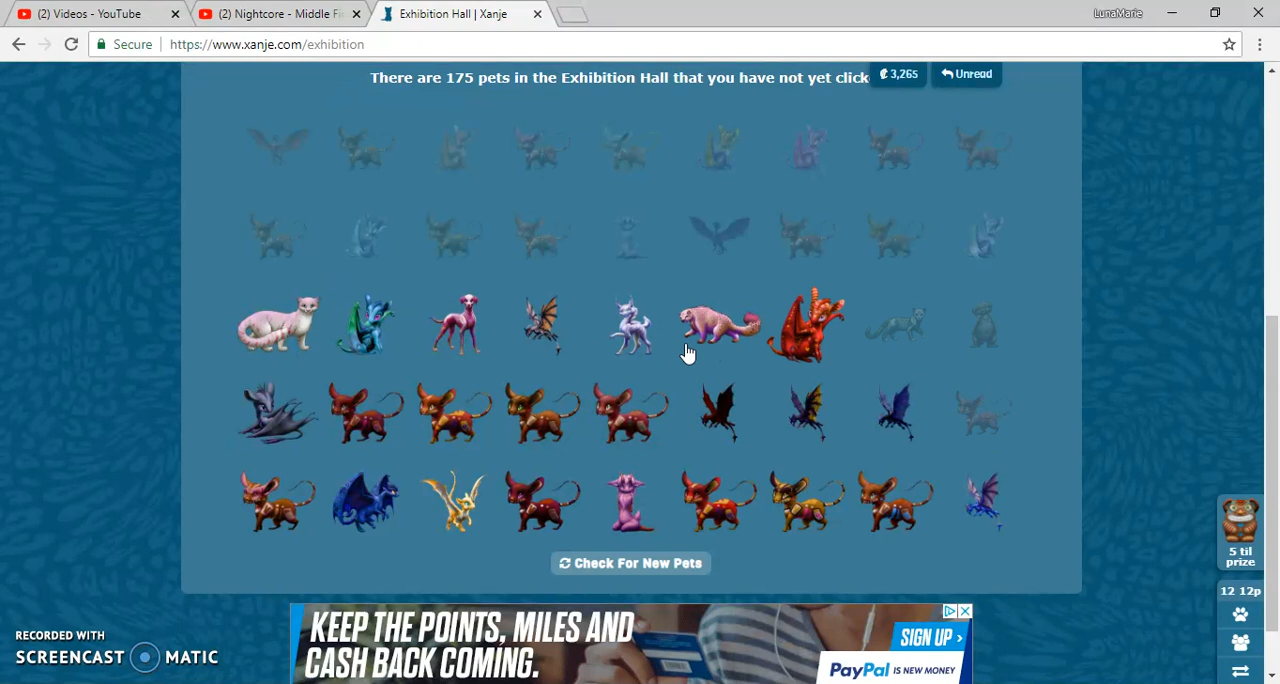 (2) Videos - YouTube
(2) Nightcore - Middle Fi
Exhibition Hall | Xanje
LunaMarie
Secure
https://www.xanje.com/exhibition
There are 175 pets in the Exhibition Hall that you have not yet click
3,265
Unread
Check For New Pets
5 til
prize
12 12p
RECORDED WITH
SCREENCAST MATIC
KEEP THE POINTS, MILES AND
CASH BACK COMING.
SIGN UP >
PayPal IS NEW MONEY